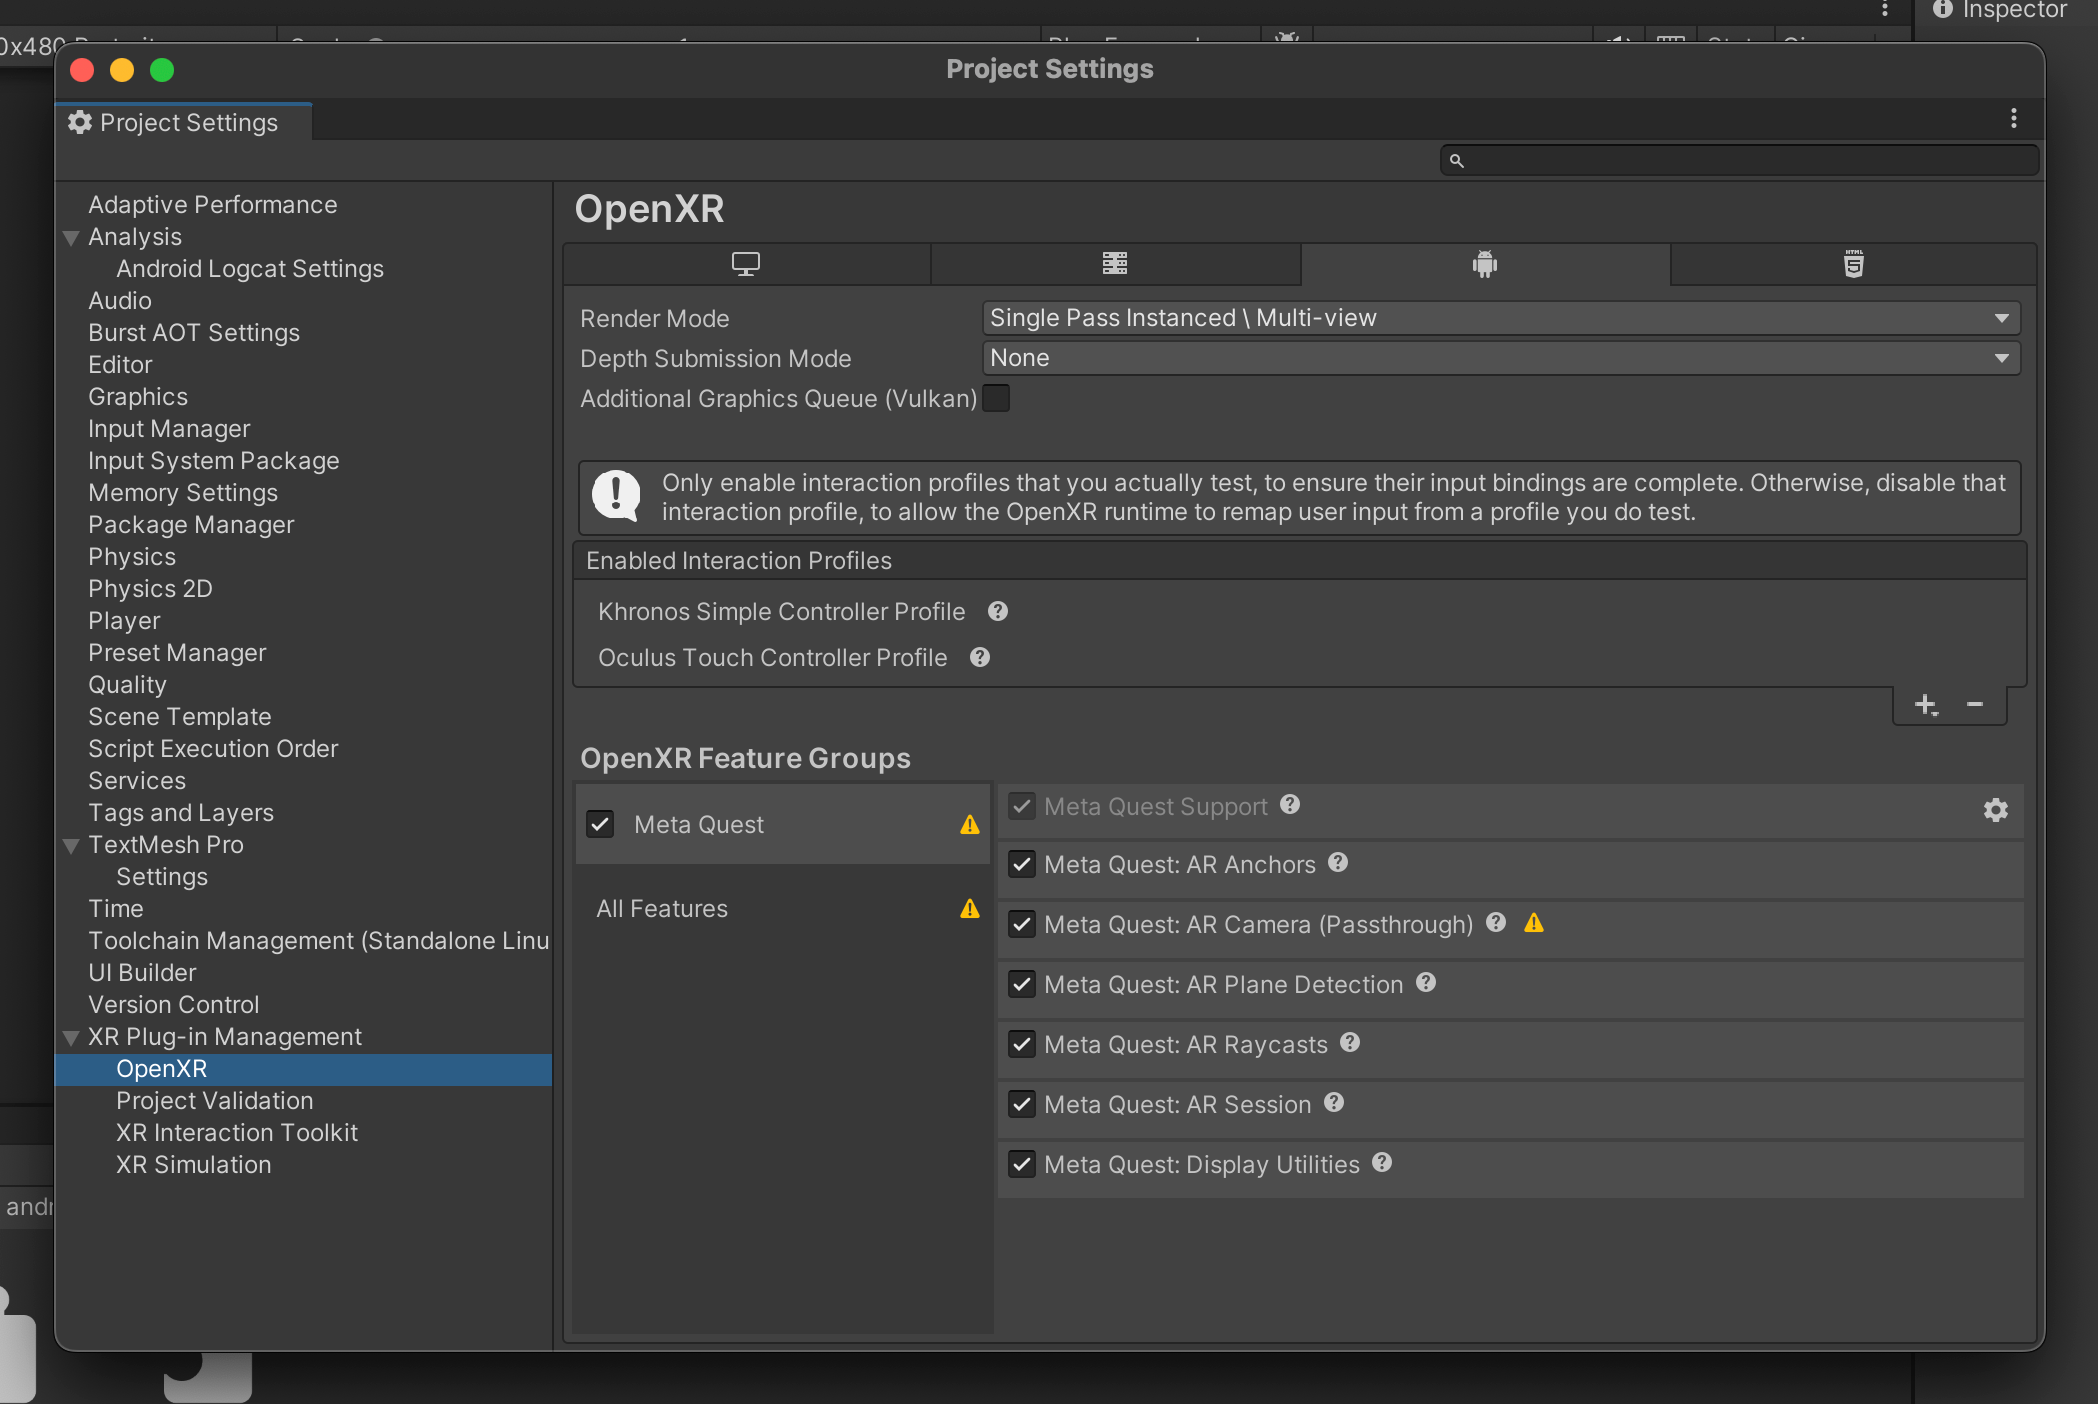 Inspector
Project Settings
Project Settings
Adaptive Performance
Analysis
Android Logcat Settings
Audio
Burst AOT Settings
Editor
Graphics
Input Manager
Input System Package
Memory Settings
Package Manager
Physics
Physics 2D
Player
Preset Manager
Quality
Scene Template
Script Execution Order
Services
Tags and Layers
TextMesh Pro
Settings
Time
Toolchain Management (Standalone Linu
UI Builder
Version Control
XR Plug-in Management
OpenXR
Project Validation
XR Interaction Toolkit
XR Simulation
OpenXR
HTML
5
Render Mode
Single Pass Instanced \ Multi-view
Depth Submission Mode
None
Additional Graphics Queue (Vulkan)
Only enable interaction profiles that you actually test, to ensure their input bindings are complete. Otherwise, disable that
interaction profile, to allow the OpenXR runtime to remap user input from a profile you do test.
Enabled Interaction Profiles
Khronos Simple Controller Profile
Oculus Touch Controller Profile
OpenXR Feature Groups
Meta Quest
All Features
Meta Quest Support
Meta Quest: AR Anchors
Meta Quest: AR Camera (Passthrough)
Meta Quest: AR Plane Detection
Meta Quest: AR Raycasts
Meta Quest: AR Session
Meta Quest: Display Utilities
andr